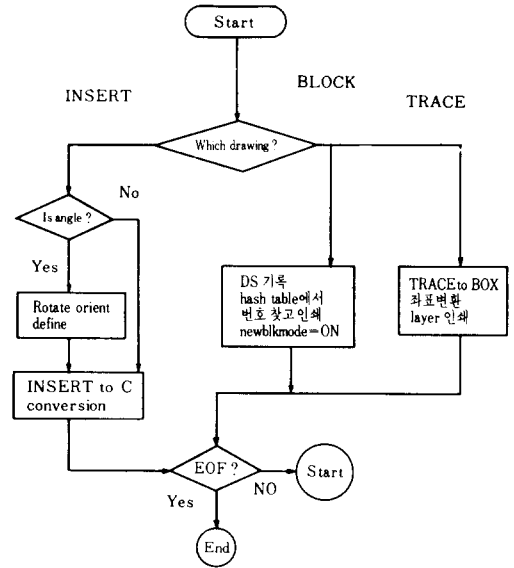 Start
INSERT
BLOCK
TRACE
Which drawing?
No
Is angle?
Yes
Rotate orient
define
INSERT to C
conversion
DS 기록
hash table에서
번호 찾고 인쇄
newblkmode=ON
TRACE to BOX
좌표변환
layer 인쇄
EOF?
NO
Start
Yes
End